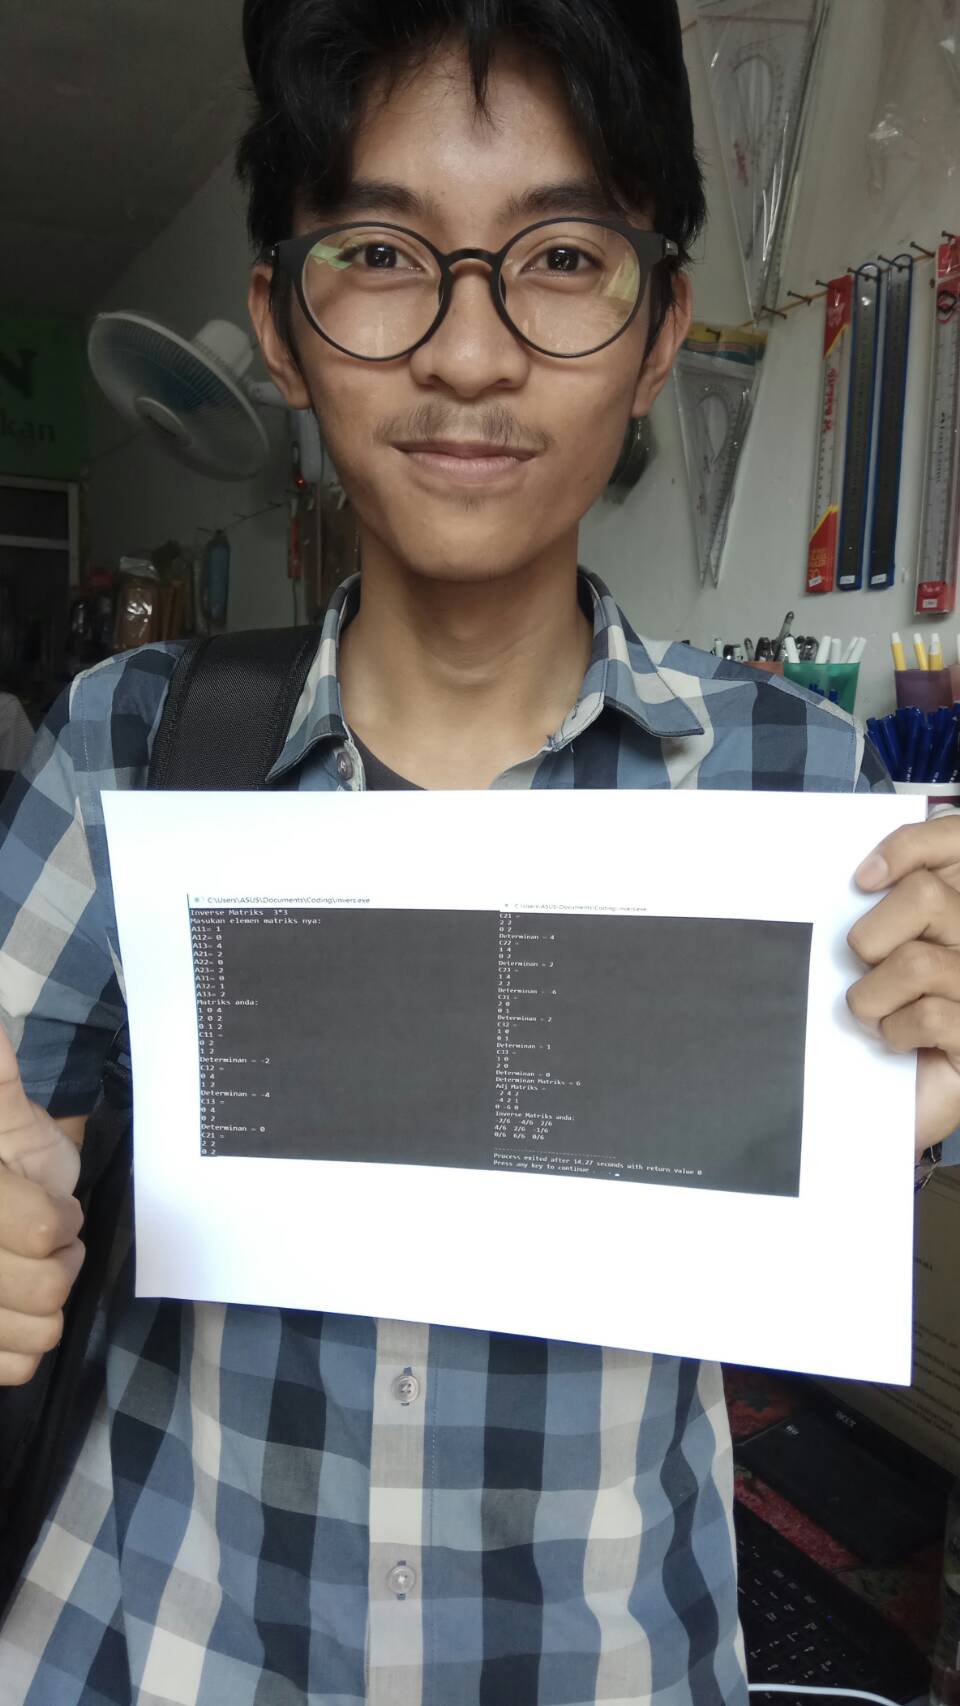 N
kan
C:\Users\ASUS\Documents\Coding\invers.exe
Inverse Matriks  3*3
Masukan elemen matriks nya:
A11= 1
A12= 0
A13= 4
A21= 2
A22= 0
A23= 2
A31= 0
A32= 1
A33= 2
Matriks anda:
1 0 4
2 0 2
0 1 2
C11 =
0 2
1 2
Determinan = -2
C12 =
0 4
1 2
Determinan = -4
C13 =
0 4
0 2
Determinan = 0
C21 =
2 2
0 2
C:\Users\ASUS\Documents\Coding\invers.exe
C21 =
2 2
0 2
Determinan = 4
C22 =
1 4
0 2
Determinan = 2
C23 =
1 4
2 2
Determinan = -6
C31 =
2 0
0 1
Determinan = 2
C32 =
1 0
0 1
Determinan = 1
C33 =
1 0
2 0
Determinan = 0
Determinan Matriks = 6
Adj Matriks =
-2 4 2
-4 2 1
0 -6 0
Inverse Matriks anda:
-2/6  -4/6  2/6
4/6  2/6  -1/6
0/6  6/6  0/6
--------------------------------
Process exited after 14.27 seconds with return value 0
Press any key to continue . . .